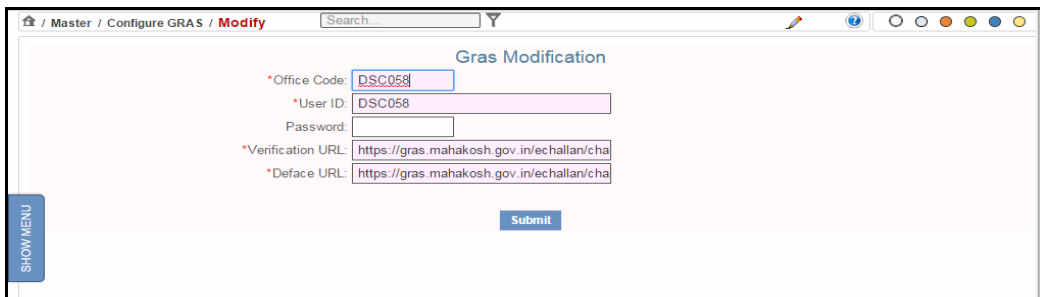 / Master / Configure GRAS / Modify Search...
Gras Modification
*Office Code: DSC058
*User ID: DSC058
Password:
*Verification URL: https://gras.mahakosh.gov.in/echallan/cha
*Deface URL: https://gras.mahakosh.gov.in/echallan/cha
Submit
SHOW MENU